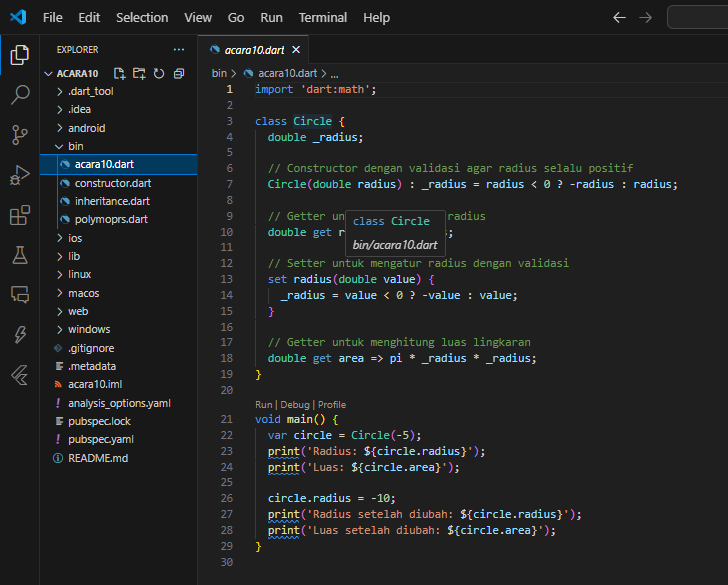 File Edit Selection View Go Run Terminal Help
EXPLORER ...
ACARA10
.dart_tool
.idea
android
bin
acara10.dart
constructor.dart
inheritance.dart
polymoprs.dart
ios
lib
linux
macos
web
windows
.gitignore
.metadata
acara10.iml
! analysis_options.yaml
pubspec.lock
! pubspec.yaml
README.md
acara10.dart ×
bin > acara10.dart > ...
1 import 'dart:math';
2
3 class Circle {
4 double _radius;
5
6 // Constructor dengan validasi agar radius selalu positif
7 Circle(double radius) : _radius = radius < 0 ? -radius : radius;
8
9 // Getter radius
10 double get ;
class Circle
bin/acara10.dart
11
12 // Setter untuk mengatur radius dengan validasi
13 set radius(double value) {
14 _radius = value < 0 ? -value : value;
15 }
16
17 // Getter untuk menghitung luas lingkaran
18 double get area => pi * _radius * _radius;
19 }
20
Run | Debug | Profile
21 void main() {
22 var circle = Circle(-5);
23 print('Radius: ${circle.radius}');
24 print('Luas: ${circle.area}');
25
26 circle.radius = -10;
27 print('Radius setelah diubah: ${circle.radius}');
28 print('Luas setelah diubah: ${circle.area}');
29 }
30